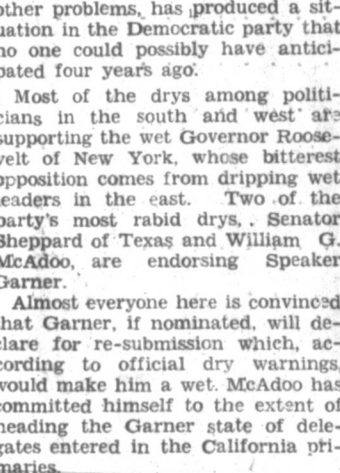 other problems, has produced a sit-
uation in the Democratic party that
no one could possibly have antici-
pated four years ago.
Most of the drys among politi-
cians in the south and west are
supporting the wet Governor Roose-
velt of New York, whose bitterest
opposition comes from dripping wet
leaders in the east. Two of the
party's most rabid drys, Senator
Sheppard of Texas and William G.
McAdoo, are endorsing Speaker
Garner.
Almost everyone here is convinced
that Garner, if nominated, will de-
clare for re-submission which, ac-
cording to official dry warnings,
would make him a wet. McAdoo has
committed himself to the extent of
heading the Garner state of dele-
gates entered in the California pri-
maries.